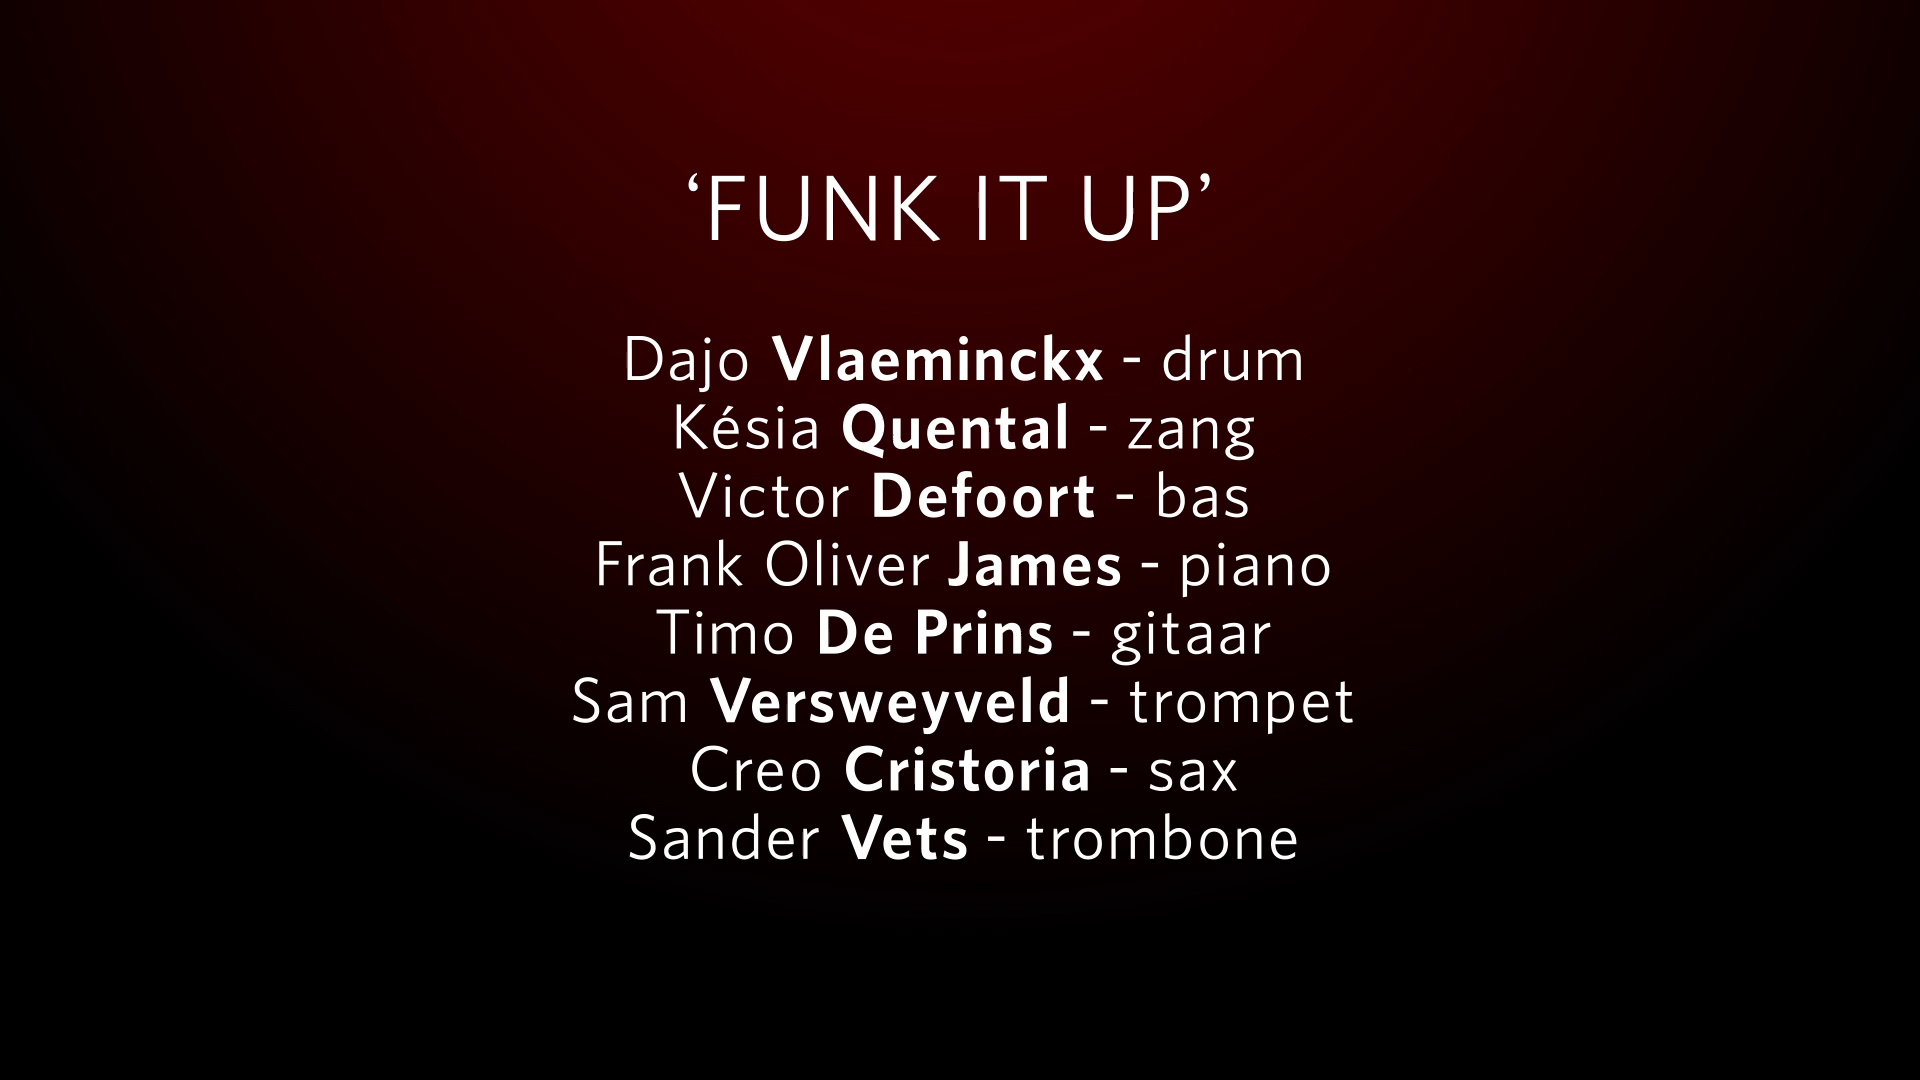 ‘FUNK IT UP’
Dajo Vlaeminckx - drum
Késia Quental - zang
Victor Defoort - bas
Frank Oliver James - piano
Timo De Prins - gitaar
Sam Versweyveld - trompet
Creo Cristoria - sax
Sander Vets - trombone